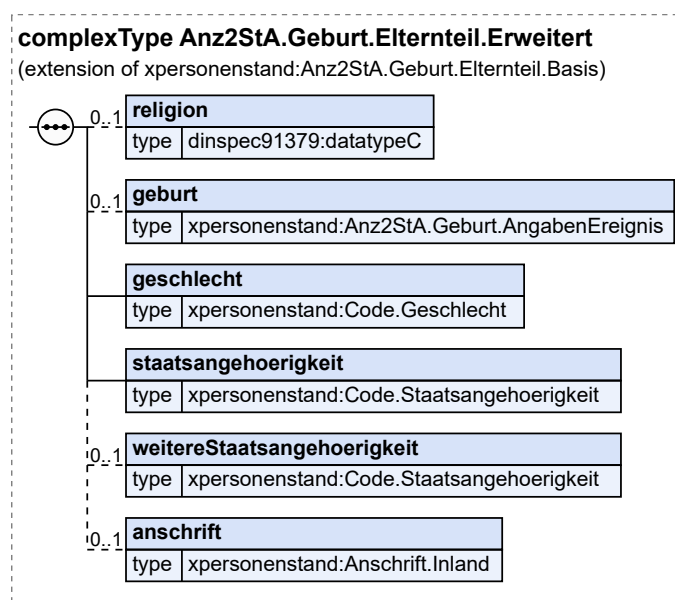 complexType Anz2StA.Geburt.Elternteil.Erweitert
(extension of xpersonenstand:Anz2StA.Geburt.Elternteil.Basis)
0..1 religion
type dinspec91379:datatypeC
0..1 geburt
type xpersonenstand:Anz2StA.Geburt.AngabenEreignis
geschlecht
type xpersonenstand:Code.Geschlecht
staatsangehoerigkeit
type xpersonenstand:Code.Staatsangehoerigkeit
0..1 weitereStaatsangehoerigkeit
type xpersonenstand:Code.Staatsangehoerigkeit
0..1 anschrift
type xpersonenstand:Anschrift.Inland